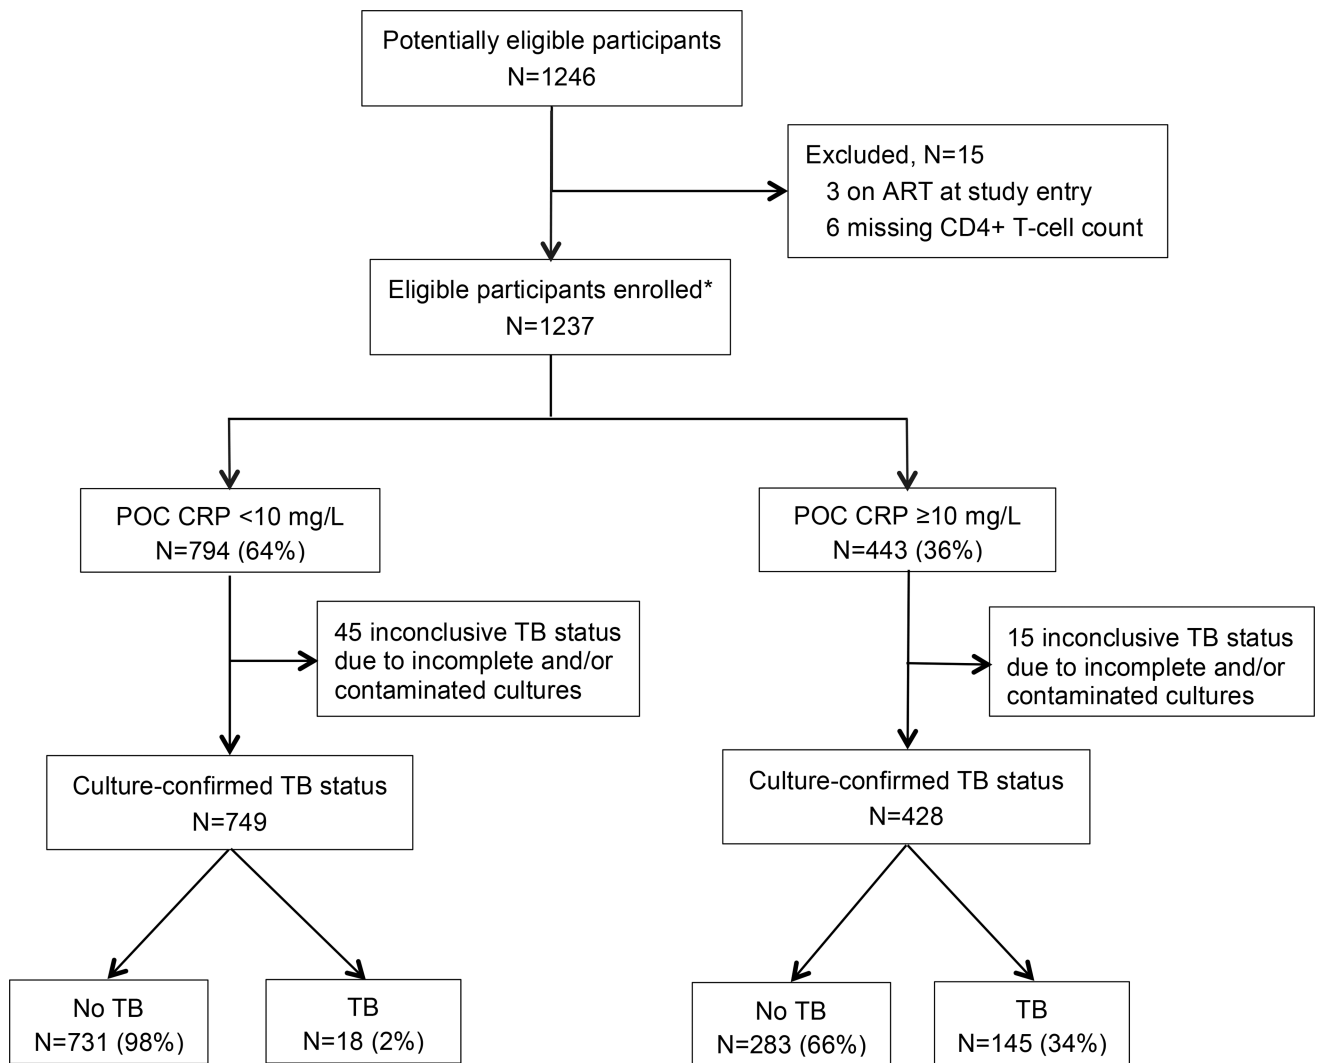 Potentially eligible participants
N=1246
Excluded, N=15
3 on ART at study entry
6 missing CD4+ T-cell count
Eligible participants enrolled*
N=1237
POC CRP <10 mg/L
N=794 (64%)
POC CRP ≥10 mg/L
N=443 (36%)
45 inconclusive TB status
due to incomplete and/or
contaminated cultures
15 inconclusive TB status
due to incomplete and/or
contaminated cultures
Culture-confirmed TB status
N=749
Culture-confirmed TB status
N=428
No TB
N=731 (98%)
TB
N=18 (2%)
No TB
N=283 (66%)
TB
N=145 (34%)